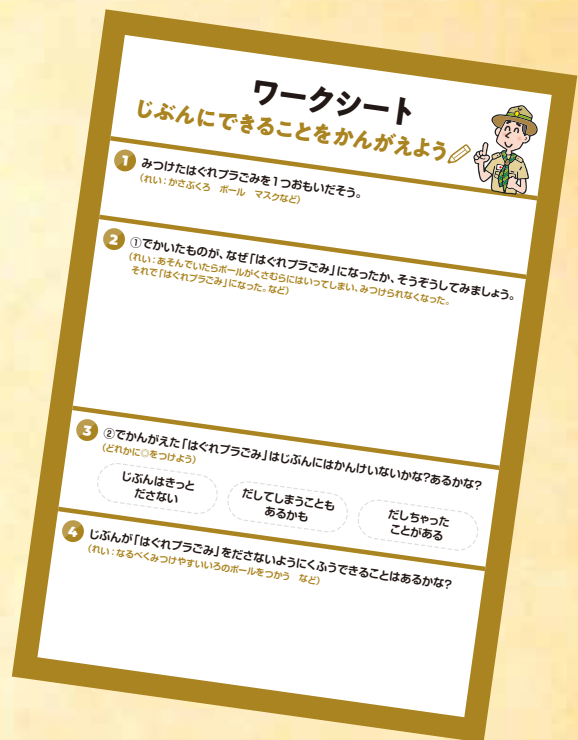 ワークシート
じぶんにできることをかんがえよう
1 みつけたはぐれプラごみを1つおもいだそう。
(れい:かさぶくろ ボール マスクなど)
2 ①でかいたものが、なぜ「はぐれプラごみ」になったか、そうぞうしてみましょう。
(れい:あそんでいたらボールがくさむらにはいってしまい、みつけられなくなった。
それで「はぐれプラごみ」になった。など)
3 ②でかんがえた「はぐれプラごみ」はじぶんにはかんけいないかな?あるかな?
(どれかに◎をつけよう)
じぶんはきっと
ださない
だしてしまうことも
あるかも
だしちゃった
ことがある
4 じぶんが「はぐれプラごみ」をださないようにくふうできることはあるかな?
(れい:なるべくみつけやすいいろのボールをつかう など)